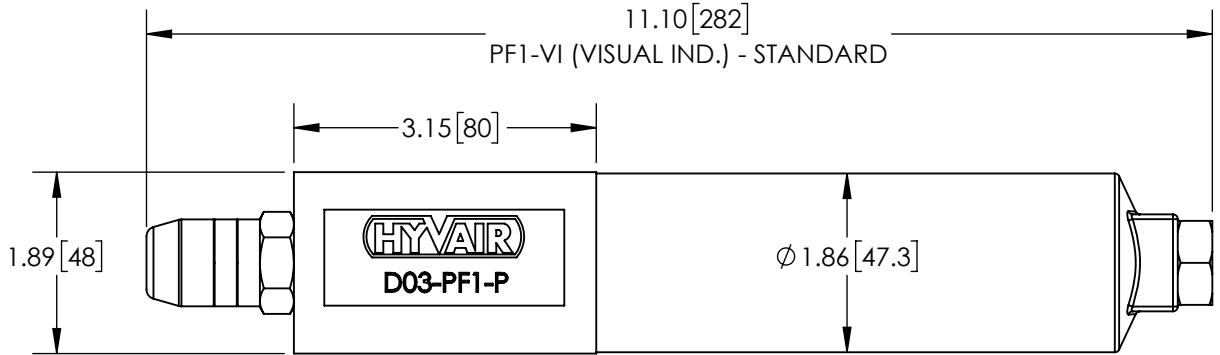 11.10[282]
PF1-VI (VISUAL IND.) - STANDARD
3.15[80]
1.89[48]
HYVAIR
D03-PF1-P
⌀1.86[47.3]